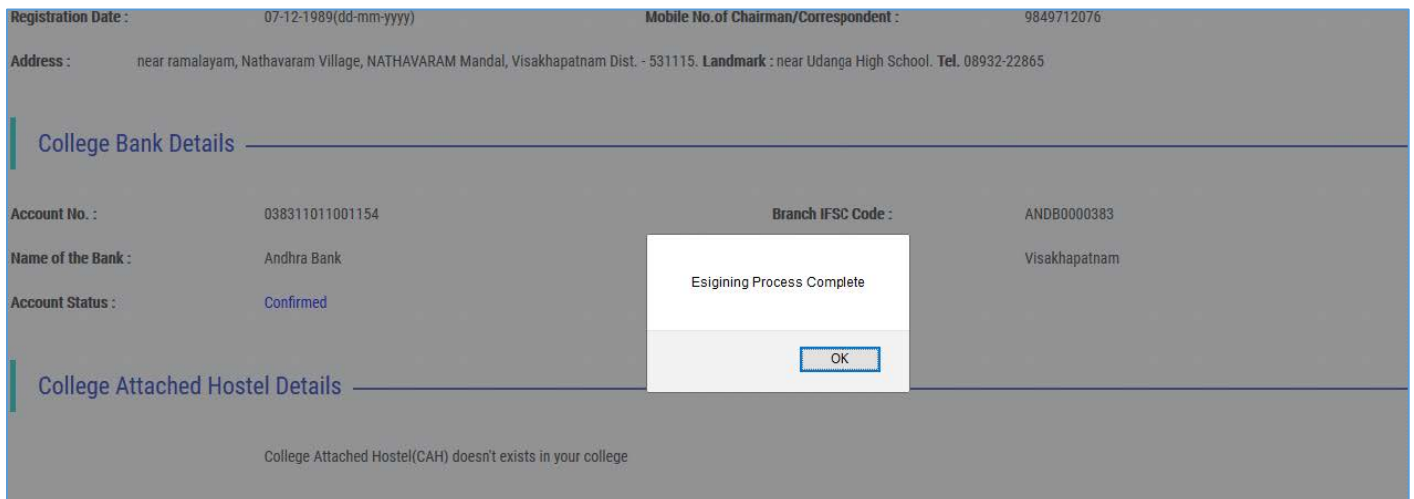 Registration Date : 07-12-1989(dd-mm-yyyy) Mobile No.of Chairman/Correspondent : 9849712076
Address : near ramalayam, Nathavaram Village, NATHAVARAM Mandal, Visakhapatnam Dist. - 531115. Landmark : near Udanga High School. Tel. 08932-22865
College Bank Details
Account No. : 038311011001154 Branch IFSC Code : ANDB0000383
Name of the Bank : Andhra Bank Visakhapatnam
Esigining Process Complete
Account Status : Confirmed
OK
College Attached Hostel Details
College Attached Hostel(CAH) doesn't exists in your college